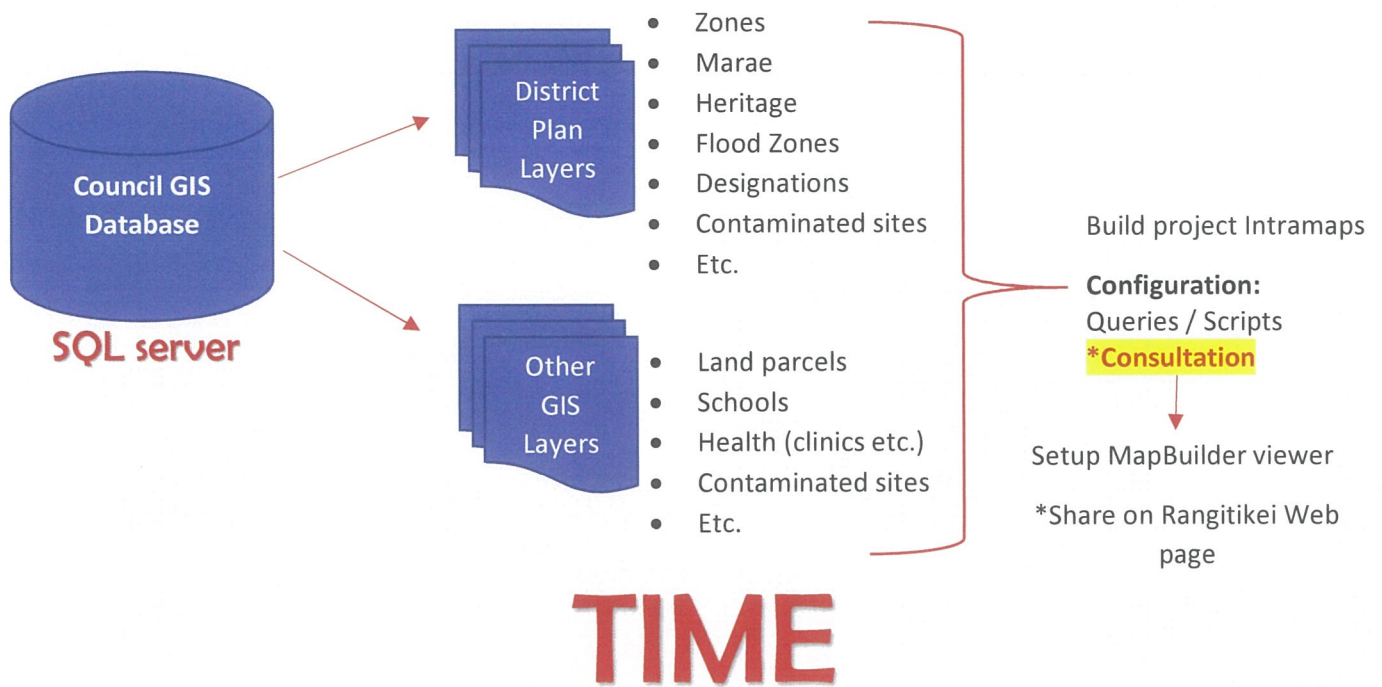 Council GIS
Database
SQL server
District
Plan
Layers
• Zones
• Marae
• Heritage
• Flood Zones
• Designations
• Contaminated sites
• Etc.
Other
GIS
Layers
• Land parcels
• Schools
• Health (clinics etc.)
• Contaminated sites
• Etc.
Build project Intramaps
Configuration:
Queries / Scripts
*Consultation
Setup MapBuilder viewer
*Share on Rangitikei Web
page
TIME